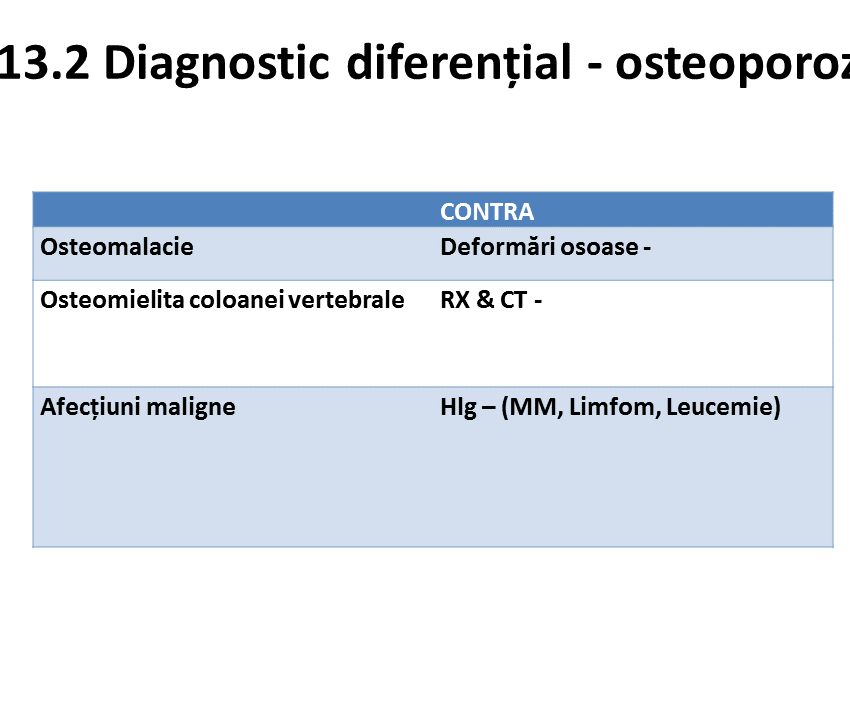 13.2 Diagnostic diferențial - osteoporoz
CONTRA
Osteomalacie Deformări osoase -
Osteomielita coloanei vertebrale RX & CT -
Afecțiuni maligne Hlg – (MM, Limfom, Leucemie)